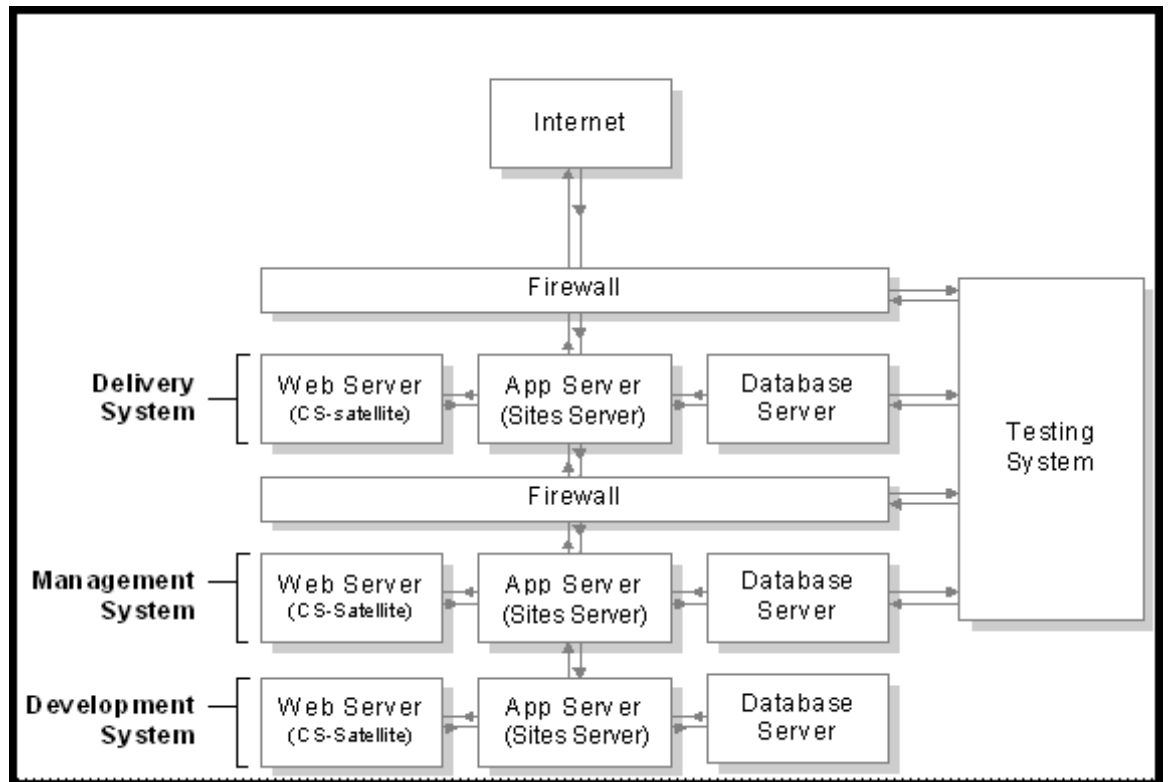 Internet
Firewall
Delivery
System
Web Server
(CS-satellite)
App Server
(Sites Server)
Database
Server
Testing
System
Firewall
Management
System
Web Server
(CS-Satellite)
App Server
(Sites Server)
Database
Server
Development
System
Web Server
(CS-Satellite)
App Server
(Sites Server)
Database
Server